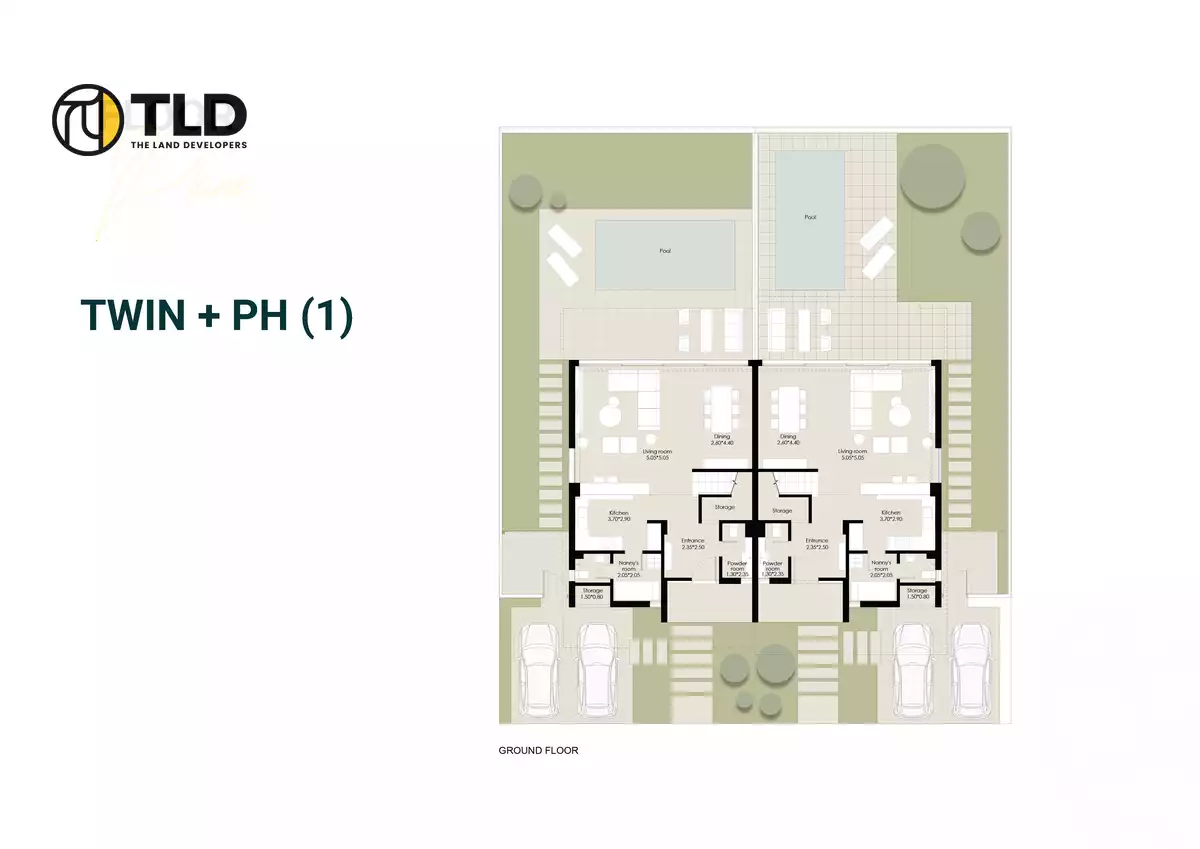 TLD
THE LAND DEVELOPERS
TWIN + PH (1)
Pool
Pool
Dining
2.60*4.40
Dining
2.60*4.40
Living room
5.05*5.05
Living room
5.05*5.05
Storage
Storage
Kitchen
3.70*2.90
Kitchen
3.70*2.90
Entrance
2.35*2.50
Entrance
2.35*2.50
Nanny's
room
2.05*2.05
Powder
room
1.30*2.35
Powder
room
1.30*2.35
Nanny's
room
2.05*2.05
Storage
1.50*0.80
Storage
1.50*0.80
GROUND FLOOR